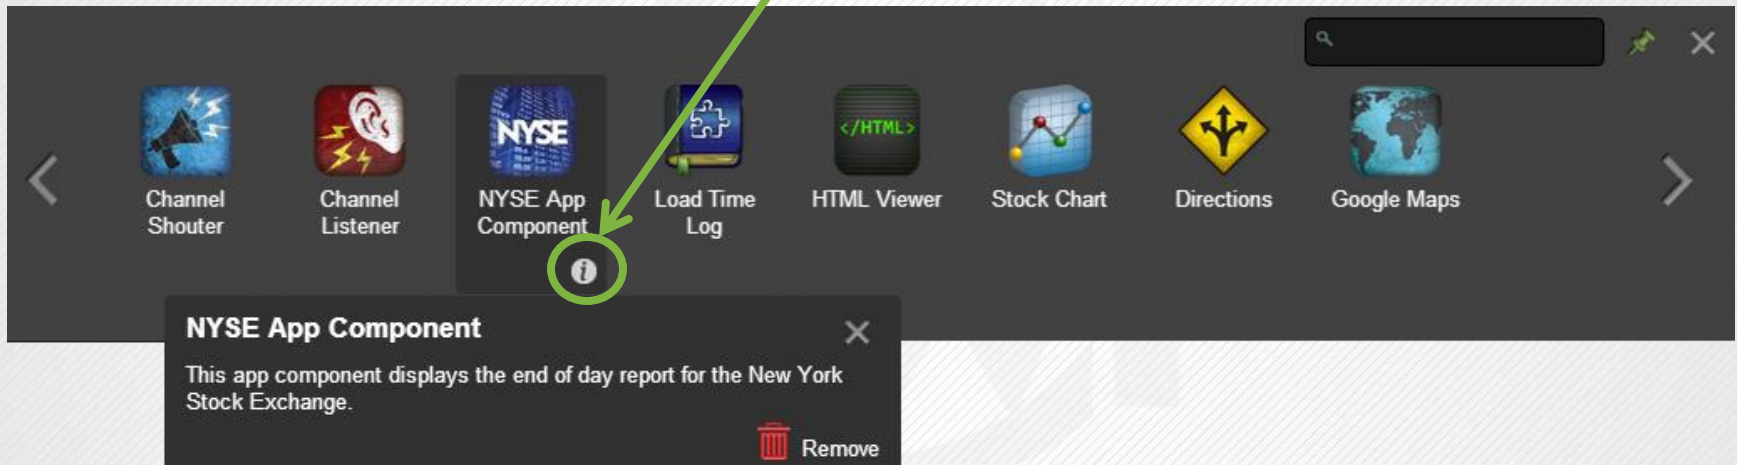 NYSE
</HTML>
Channel
Shouter
Channel
Listener
NYSE App
Component
Load Time
Log
HTML Viewer
Stock Chart
Directions
Google Maps
i
NYSE App Component
This app component displays the end of day report for the New York
Stock Exchange.
Remove